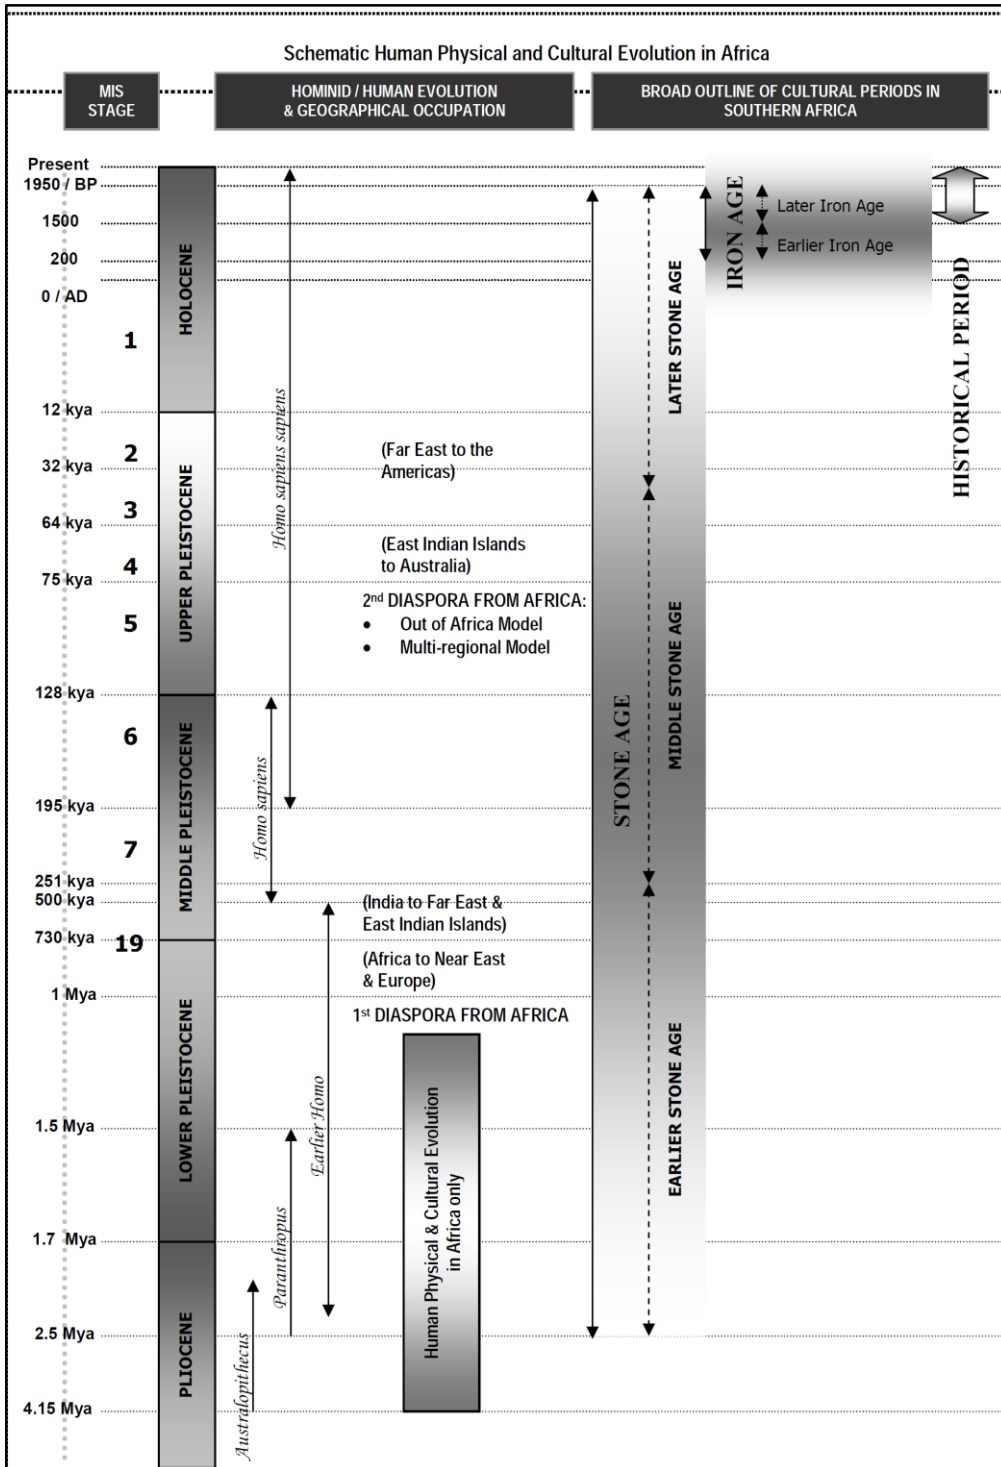 Schematic Human Physical and Cultural Evolution in Africa
MIS
STAGE
HOMINID / HUMAN EVOLUTION
& GEOGRAPHICAL OCCUPATION
BROAD OUTLINE OF CULTURAL PERIODS IN
SOUTHERN AFRICA
Present
1950 / BP
1500
200
0 / AD
1
12 kya
2
32 kya
3
64 kya
4
75 kya
5
128 kya
6
195 kya
7
251 kya
500 kya
730 kya
19
1 Mya
1.5 Mya
1.7 Mya
2.5 Mya
4.15 Mya
HOLOCENE
UPPER PLEISTOCENE
MIDDLE PLEISTOCENE
LOWER PLEISTOCENE
PLIOCENE
Homo sapiens sapiens
Homo sapiens
Earlier Homo
Paranthropus
Australopithecus
(Far East to the
Americas)
(East Indian Islands
to Australia)
2nd DIASPORA FROM AFRICA:
• Out of Africa Model
• Multi-regional Model
(India to Far East &
East Indian Islands)
(Africa to Near East
& Europe)
1st DIASPORA FROM AFRICA
Human Physical & Cultural Evolution
in Africa only
STONE AGE
LATER STONE AGE
MIDDLE STONE AGE
EARLIER STONE AGE
IRON AGE
Later Iron Age
Earlier Iron Age
HISTORICAL PERIOD